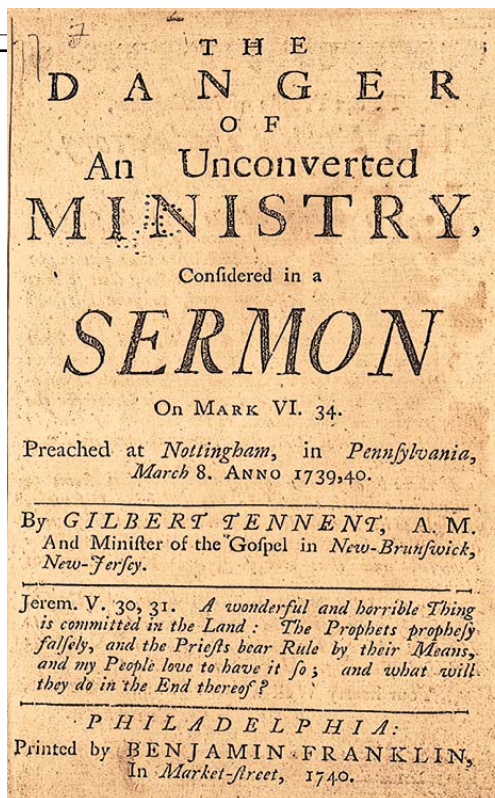 THE
DANGER
OF
An Unconverted
MINISTRY,
Conſidered in a
SERMON
On MARK VI. 34.
Preached at Nottingham, in Pennſylvania,
March 8. ANNO 1739,40.
By GILBERT TENNENT, A. M.
And Miniſter of the Goſpel in New-Brunſwick,
New-Jerſey.
Jerem. V. 30, 31. A wonderful and horrible Thing
is committed in the Land: The Prophets propheſy
falſely, and the Prieſts bear Rule by their Means,
and my People love to have it ſo; and what will
they do in the End thereof?
PHILADELPHIA:
Printed by BENJAMIN FRANKLIN,
In Market-ſtreet, 1740.